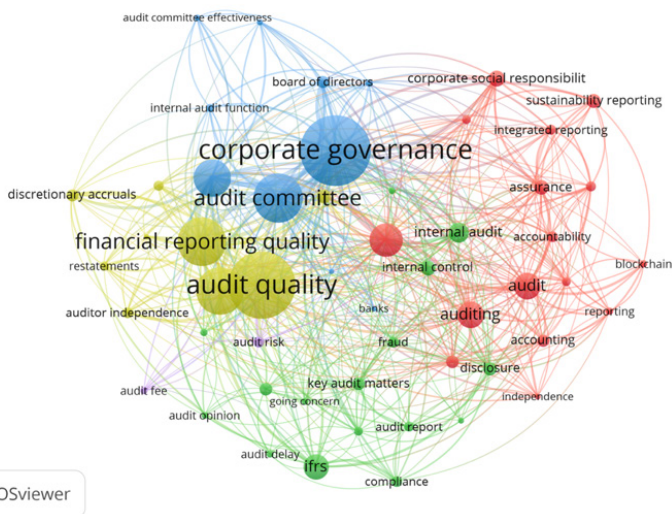 audit committee effectiveness
board of directors
corporate social responsibilit
sustainability reporting
internal audit function
integrated reporting
corporate governance
discretionary accruals
audit committee
assurance
financial reporting quality
internal audit
accountability
restatements
internal control
blockchain
audit quality
audit
auditor independence
banks
auditing
reporting
audit risk
fraud
accounting
disclosure
audit fee
key audit matters
going concern
independence
audit opinion
audit report
audit delay
ifrs
compliance
OSviewer